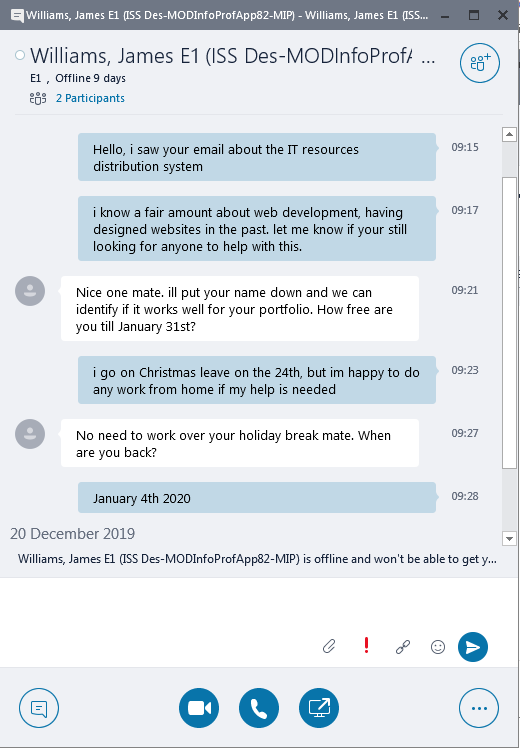 Williams, James E1 (ISS Des-MODInfoProfApp82-MIP) - Williams, James E1 (ISS...
Williams, James E1 (ISS Des-MODInfoProfA ...
E1 , Offline 9 days
2 Participants
Hello, i saw your email about the IT resources
distribution system
09:15
i know a fair amount about web development, having
designed websites in the past. let me know if your still
looking for anyone to help with this.
09:17
Nice one mate. ill put your name down and we can
identify if it works well for your portfolio. How free are
you till January 31st?
09:21
i go on Christmas leave on the 24th, but im happy to do
any work from home if my help is needed
09:23
No need to work over your holiday break mate. When
are you back?
09:27
January 4th 2020
09:28
20 December 2019
Williams, James E1 (ISS Des-MODInfoProfApp82-MIP) is offline and won't be able to get y...